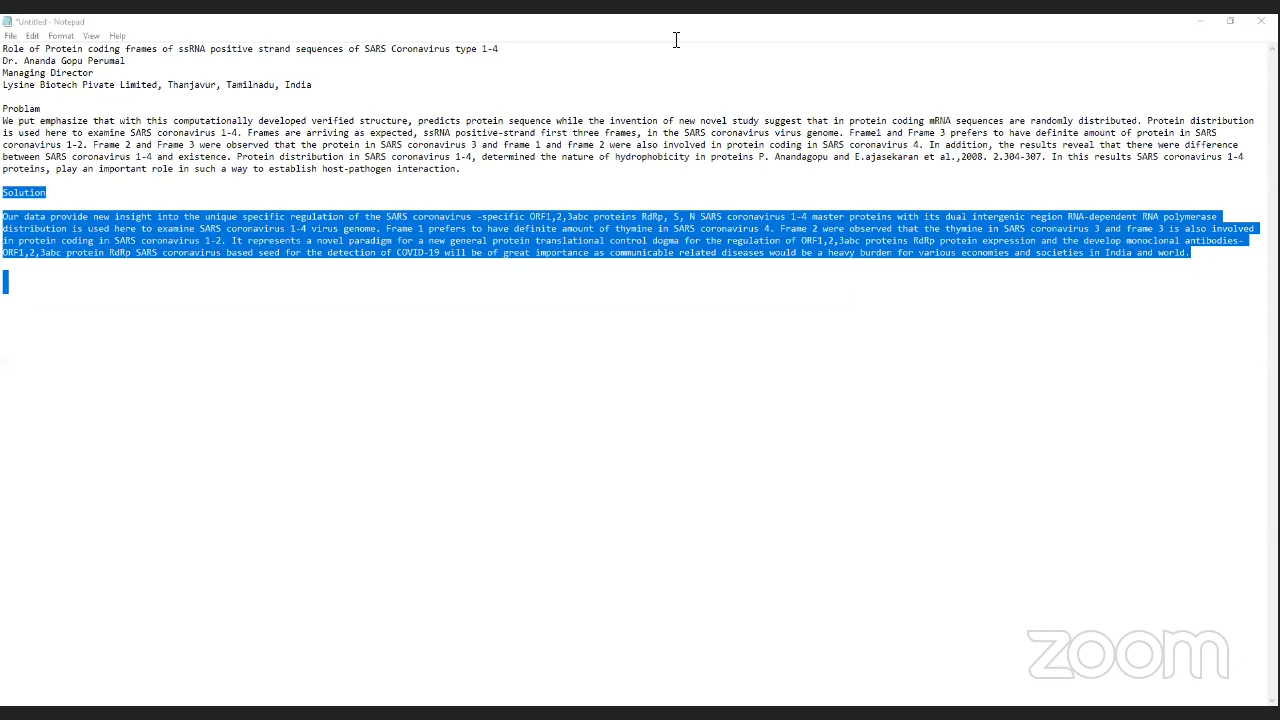 *Untitled - Notepad
File Edit Format View Help
Role of Protein coding frames of ssRNA positive strand sequences of SARS Coronavirus type 1-4
Dr. Ananda Gopu Perumal
Managing Director
Lysine Biotech Pivate Limited, Thanjavur, Tamilnadu, India
Problam
We put emphasize that with this computationally developed verified structure, predicts protein sequence while the invention of new novel study suggest that in protein coding mRNA sequences are randomly distributed. Protein distribution
is used here to examine SARS coronavirus 1-4. Frames are arriving as expected, ssRNA positive-strand first three frames, in the SARS coronavirus virus genome. Frame1 and Frame 3 prefers to have definite amount of protein in SARS
coronavirus 1-2. Frame 2 and Frame 3 were observed that the protein in SARS coronavirus 3 and frame 1 and frame 2 were also involved in protein coding in SARS coronavirus 4. In addition, the results reveal that there were difference
between SARS coronavirus 1-4 and existence. Protein distribution in SARS coronavirus 1-4, determined the nature of hydrophobicity in proteins P. Anandagopu and E.ajasekaran et al.,2008. 2.304-307. In this results SARS coronavirus 1-4
proteins, play an important role in such a way to establish host-pathogen interaction.
Solution
Our data provide new insight into the unique specific regulation of the SARS coronavirus -specific ORF1,2,3abc proteins RdRp, S, N SARS coronavirus 1-4 master proteins with its dual intergenic region RNA-dependent RNA polymerase
distribution is used here to examine SARS coronavirus 1-4 virus genome. Frame 1 prefers to have definite amount of thymine in SARS coronavirus 4. Frame 2 were observed that the thymine in SARS coronavirus 3 and frame 3 is also involved
in protein coding in SARS coronavirus 1-2. It represents a novel paradigm for a new general protein translational control dogma for the regulation of ORF1,2,3abc proteins RdRp protein expression and the develop monoclonal antibodies-
ORF1,2,3abc protein RdRp SARS coronavirus based seed for the detection of COVID-19 will be of great importance as communicable related diseases would be a heavy burden for various economies and societies in India and world.
zoom